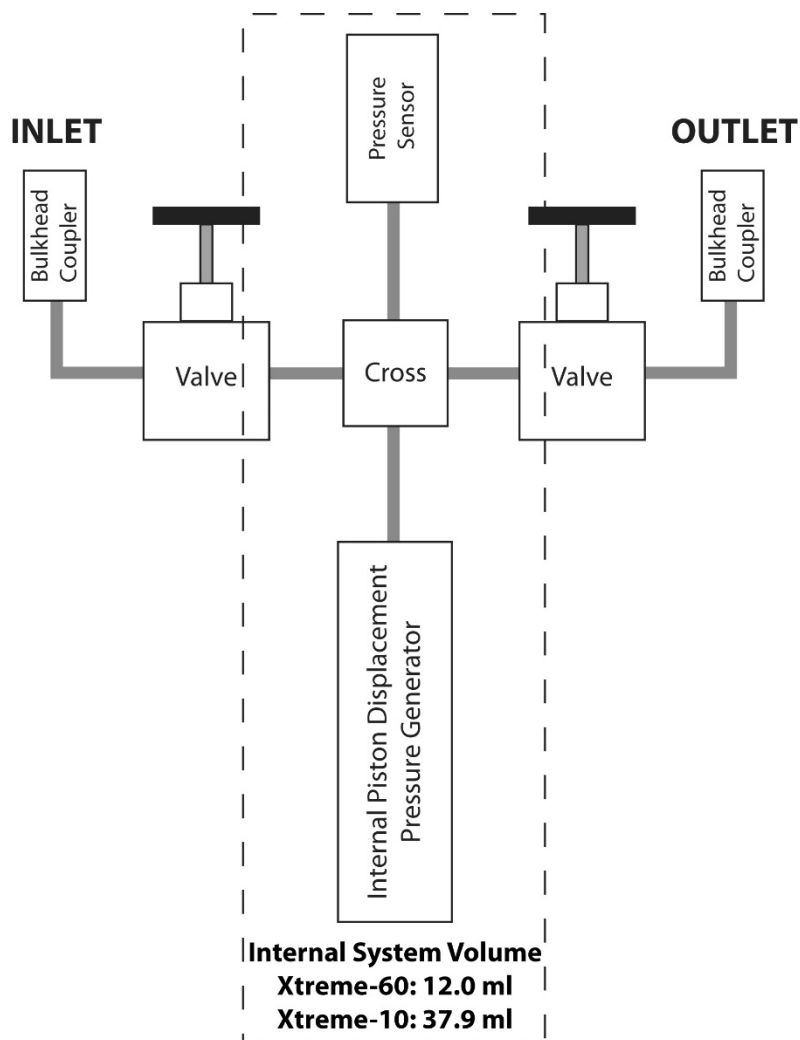 INLET
OUTLET
Pressure
Sensor
Bulkhead
Coupler
Bulkhead
Coupler
Valve
Cross
Valve
Internal Piston Displacement
Pressure Generator
Internal System Volume
Xtreme-60: 12.0 ml
Xtreme-10: 37.9 ml